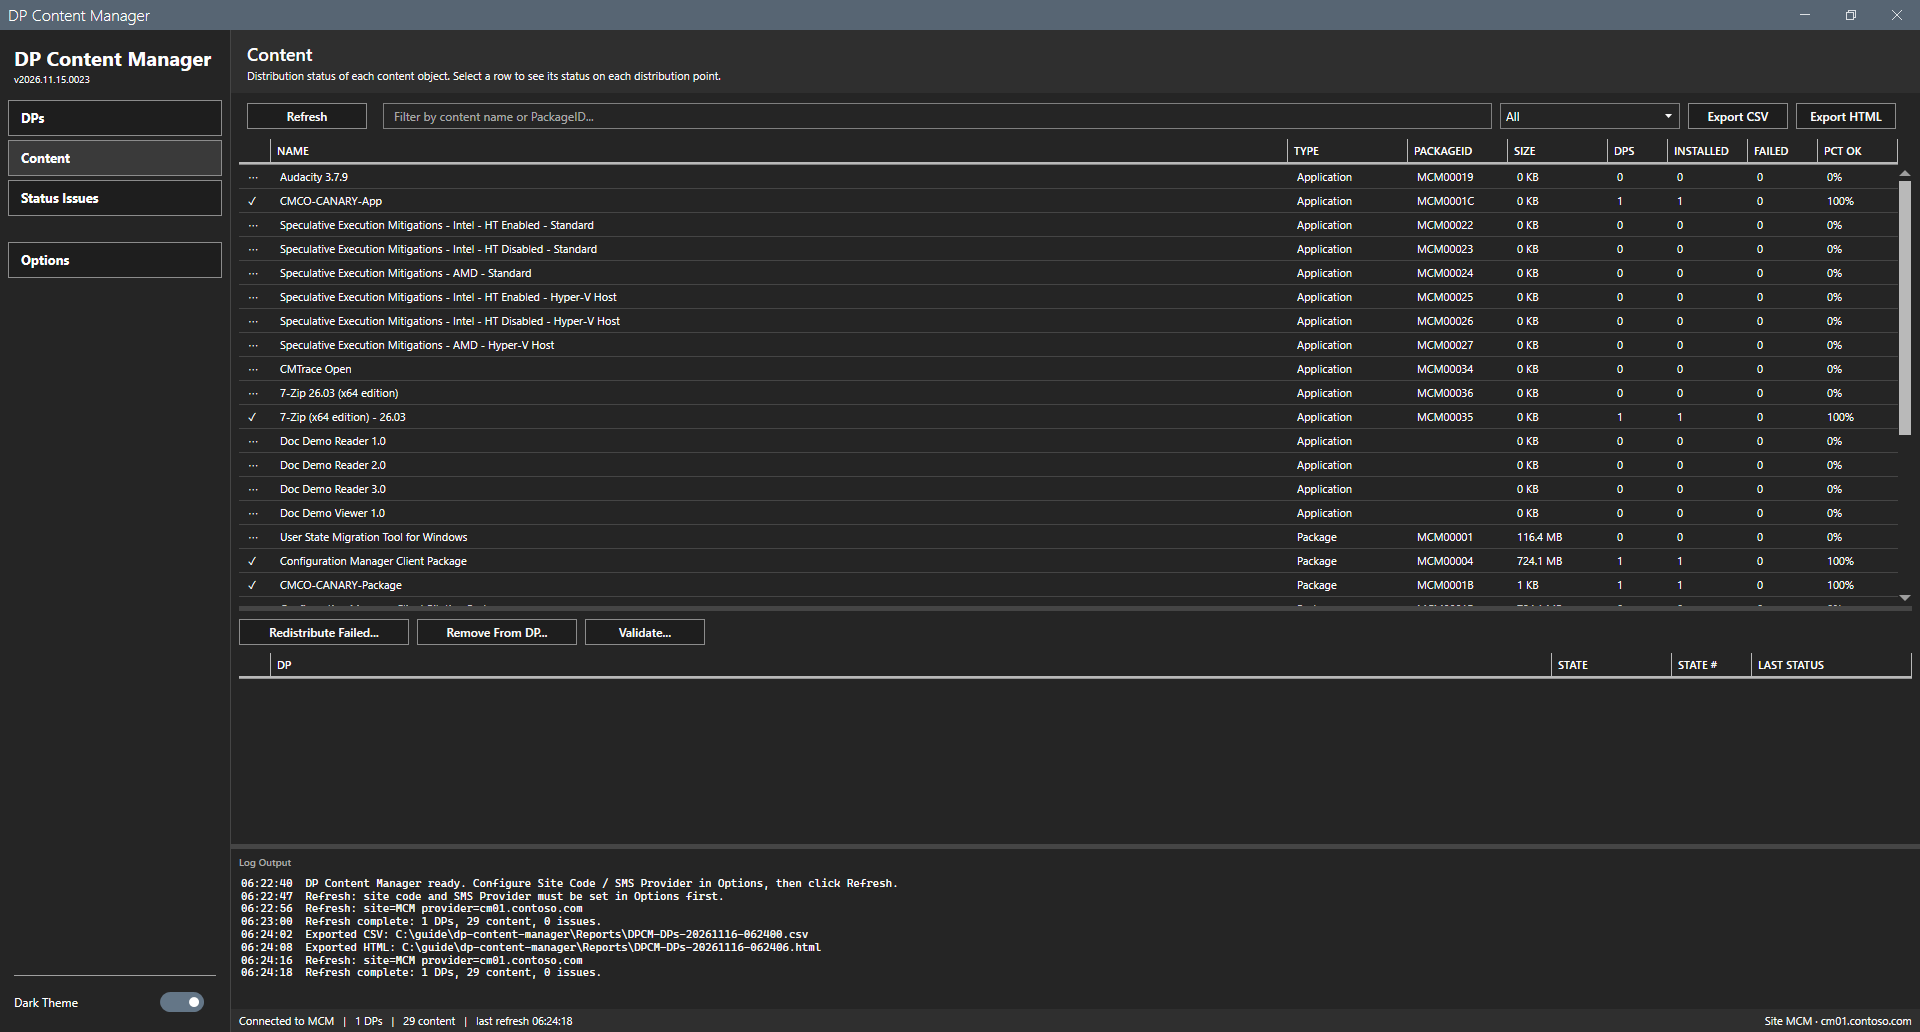 DP Content Manager
DP Content Manager
v2026.11.15.0023
DPs
Content
Status Issues
Options
Dark Theme
Content
Distribution status of each content object. Select a row to see its status on each distribution point.
Refresh
Filter by content name or PackageID...
All
Export CSV
Export HTML
NAME TYPE PACKAGEID SIZE DPS INSTALLED FAILED PCT OK
... Audacity 3.7.9 Application MCM00019 0 KB 0 0 0 0%
✓ CMCO-CANARY-App Application MCM0001C 0 KB 1 1 0 100%
... Speculative Execution Mitigations - Intel - HT Enabled - Standard Application MCM00022 0 KB 0 0 0 0%
... Speculative Execution Mitigations - Intel - HT Disabled - Standard Application MCM00023 0 KB 0 0 0 0%
... Speculative Execution Mitigations - AMD - Standard Application MCM00024 0 KB 0 0 0 0%
... Speculative Execution Mitigations - Intel - HT Enabled - Hyper-V Host Application MCM00025 0 KB 0 0 0 0%
... Speculative Execution Mitigations - Intel - HT Disabled - Hyper-V Host Application MCM00026 0 KB 0 0 0 0%
... Speculative Execution Mitigations - AMD - Hyper-V Host Application MCM00027 0 KB 0 0 0 0%
... CMTrace Open Application MCM00034 0 KB 0 0 0 0%
... 7-Zip 26.03 (x64 edition) Application MCM00036 0 KB 0 0 0 0%
✓ 7-Zip (x64 edition) - 26.03 Application MCM00035 0 KB 1 1 0 100%
... Doc Demo Reader 1.0 Application 0 KB 0 0 0 0%
... Doc Demo Reader 2.0 Application 0 KB 0 0 0 0%
... Doc Demo Reader 3.0 Application 0 KB 0 0 0 0%
... Doc Demo Viewer 1.0 Application 0 KB 0 0 0 0%
... User State Migration Tool for Windows Package MCM00001 116.4 MB 0 0 0 0%
✓ Configuration Manager Client Package Package MCM00004 724.1 MB 1 1 0 100%
✓ CMCO-CANARY-Package Package MCM0001B 1 KB 1 1 0 100%
Redistribute Failed...
Remove From DP...
Validate...
DP STATE STATE # LAST STATUS
Log Output
06:22:40 DP Content Manager ready. Configure Site Code / SMS Provider in Options, then click Refresh.
06:22:47 Refresh: site code and SMS Provider must be set in Options first.
06:22:56 Refresh: site=MCM provider=cm01.contoso.com
06:23:00 Refresh complete: 1 DPs, 29 content, 0 issues.
06:24:02 Exported CSV: C:\guide\dp-content-manager\Reports\DPCM-DPs-20261116-062400.csv
06:24:08 Exported HTML: C:\guide\dp-content-manager\Reports\DPCM-DPs-20261116-062406.html
06:24:16 Refresh: site=MCM provider=cm01.contoso.com
06:24:18 Refresh complete: 1 DPs, 29 content, 0 issues.
Connected to MCM | 1 DPs | 29 content | last refresh 06:24:18
Site MCM · cm01.contoso.com